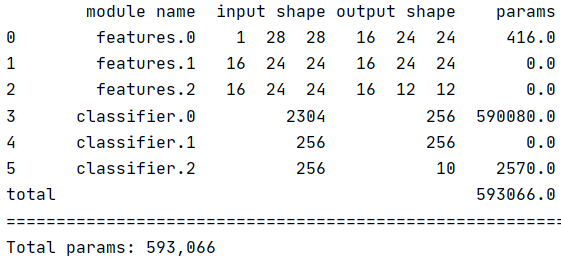 module name input shape output shape params
0 features.0 1 28 28 16 24 24 416.0
1 features.1 16 24 24 16 24 24 0.0
2 features.2 16 24 24 16 12 12 0.0
3 classifier.0 2304 256 590080.0
4 classifier.1 256 256 0.0
5 classifier.2 256 10 2570.0
total 593066.0
========================================================
Total params: 593,066